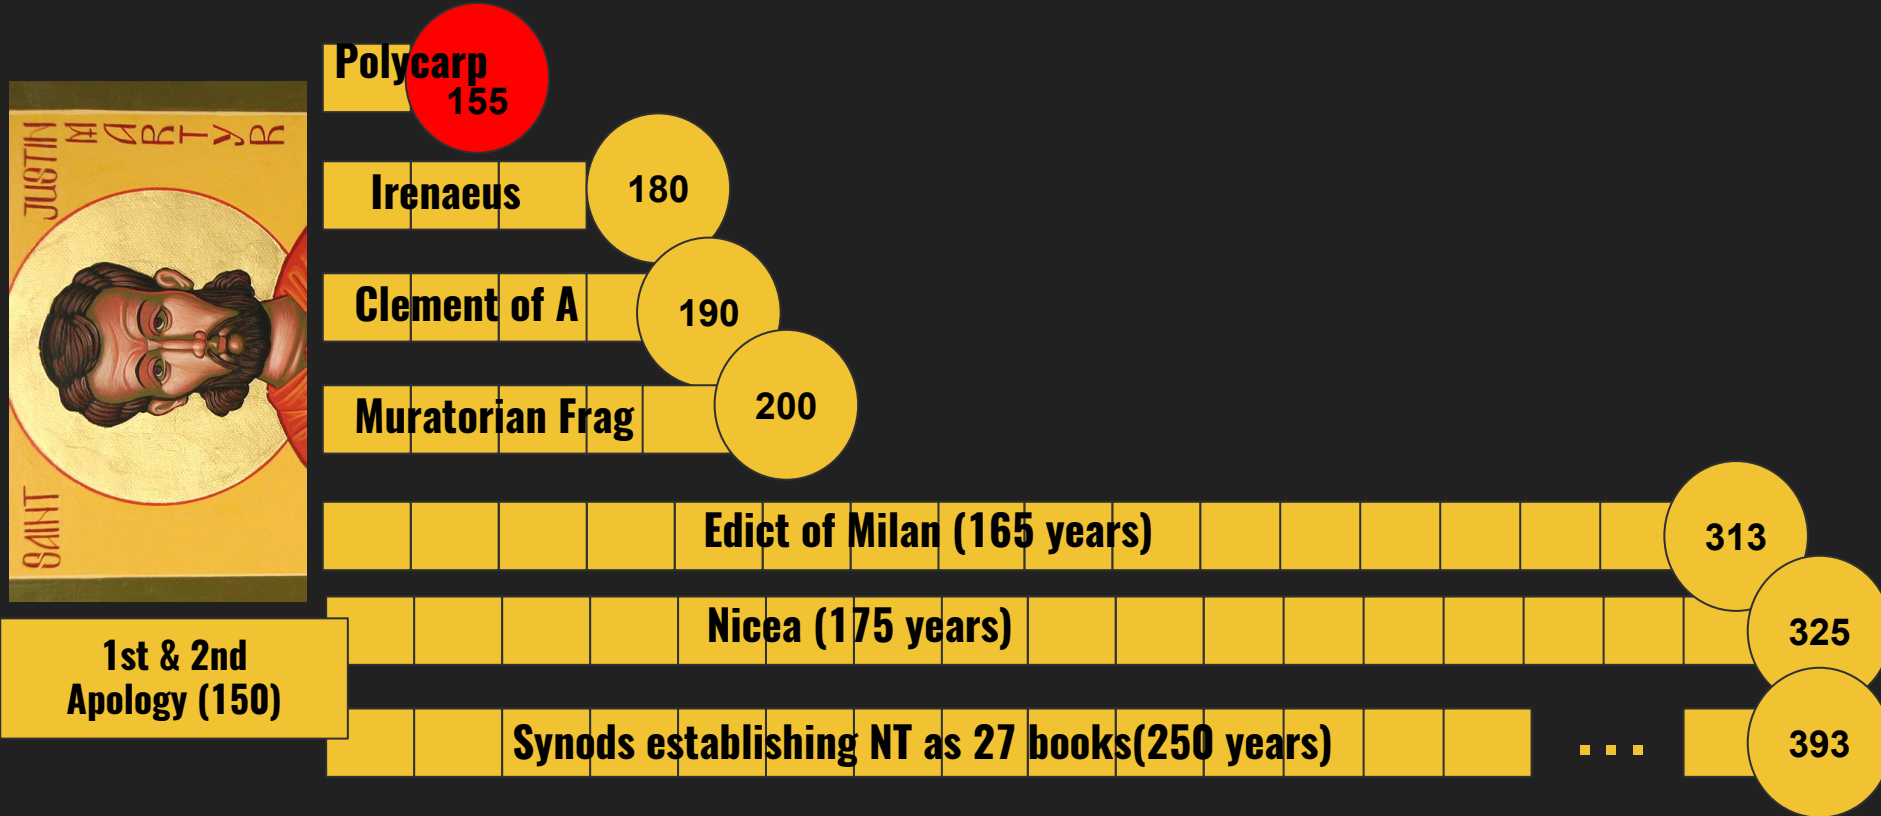 Polycarp
155
Irenaeus
180
Clement of A
190
Muratorian Frag
200
Edict of Milan (165 years)
313
Nicea (175 years)
325
Synods establishing NT as 27 books(250 years)
393
SAINT JUSTIN
MARTYR
1st & 2nd
Apology (150)